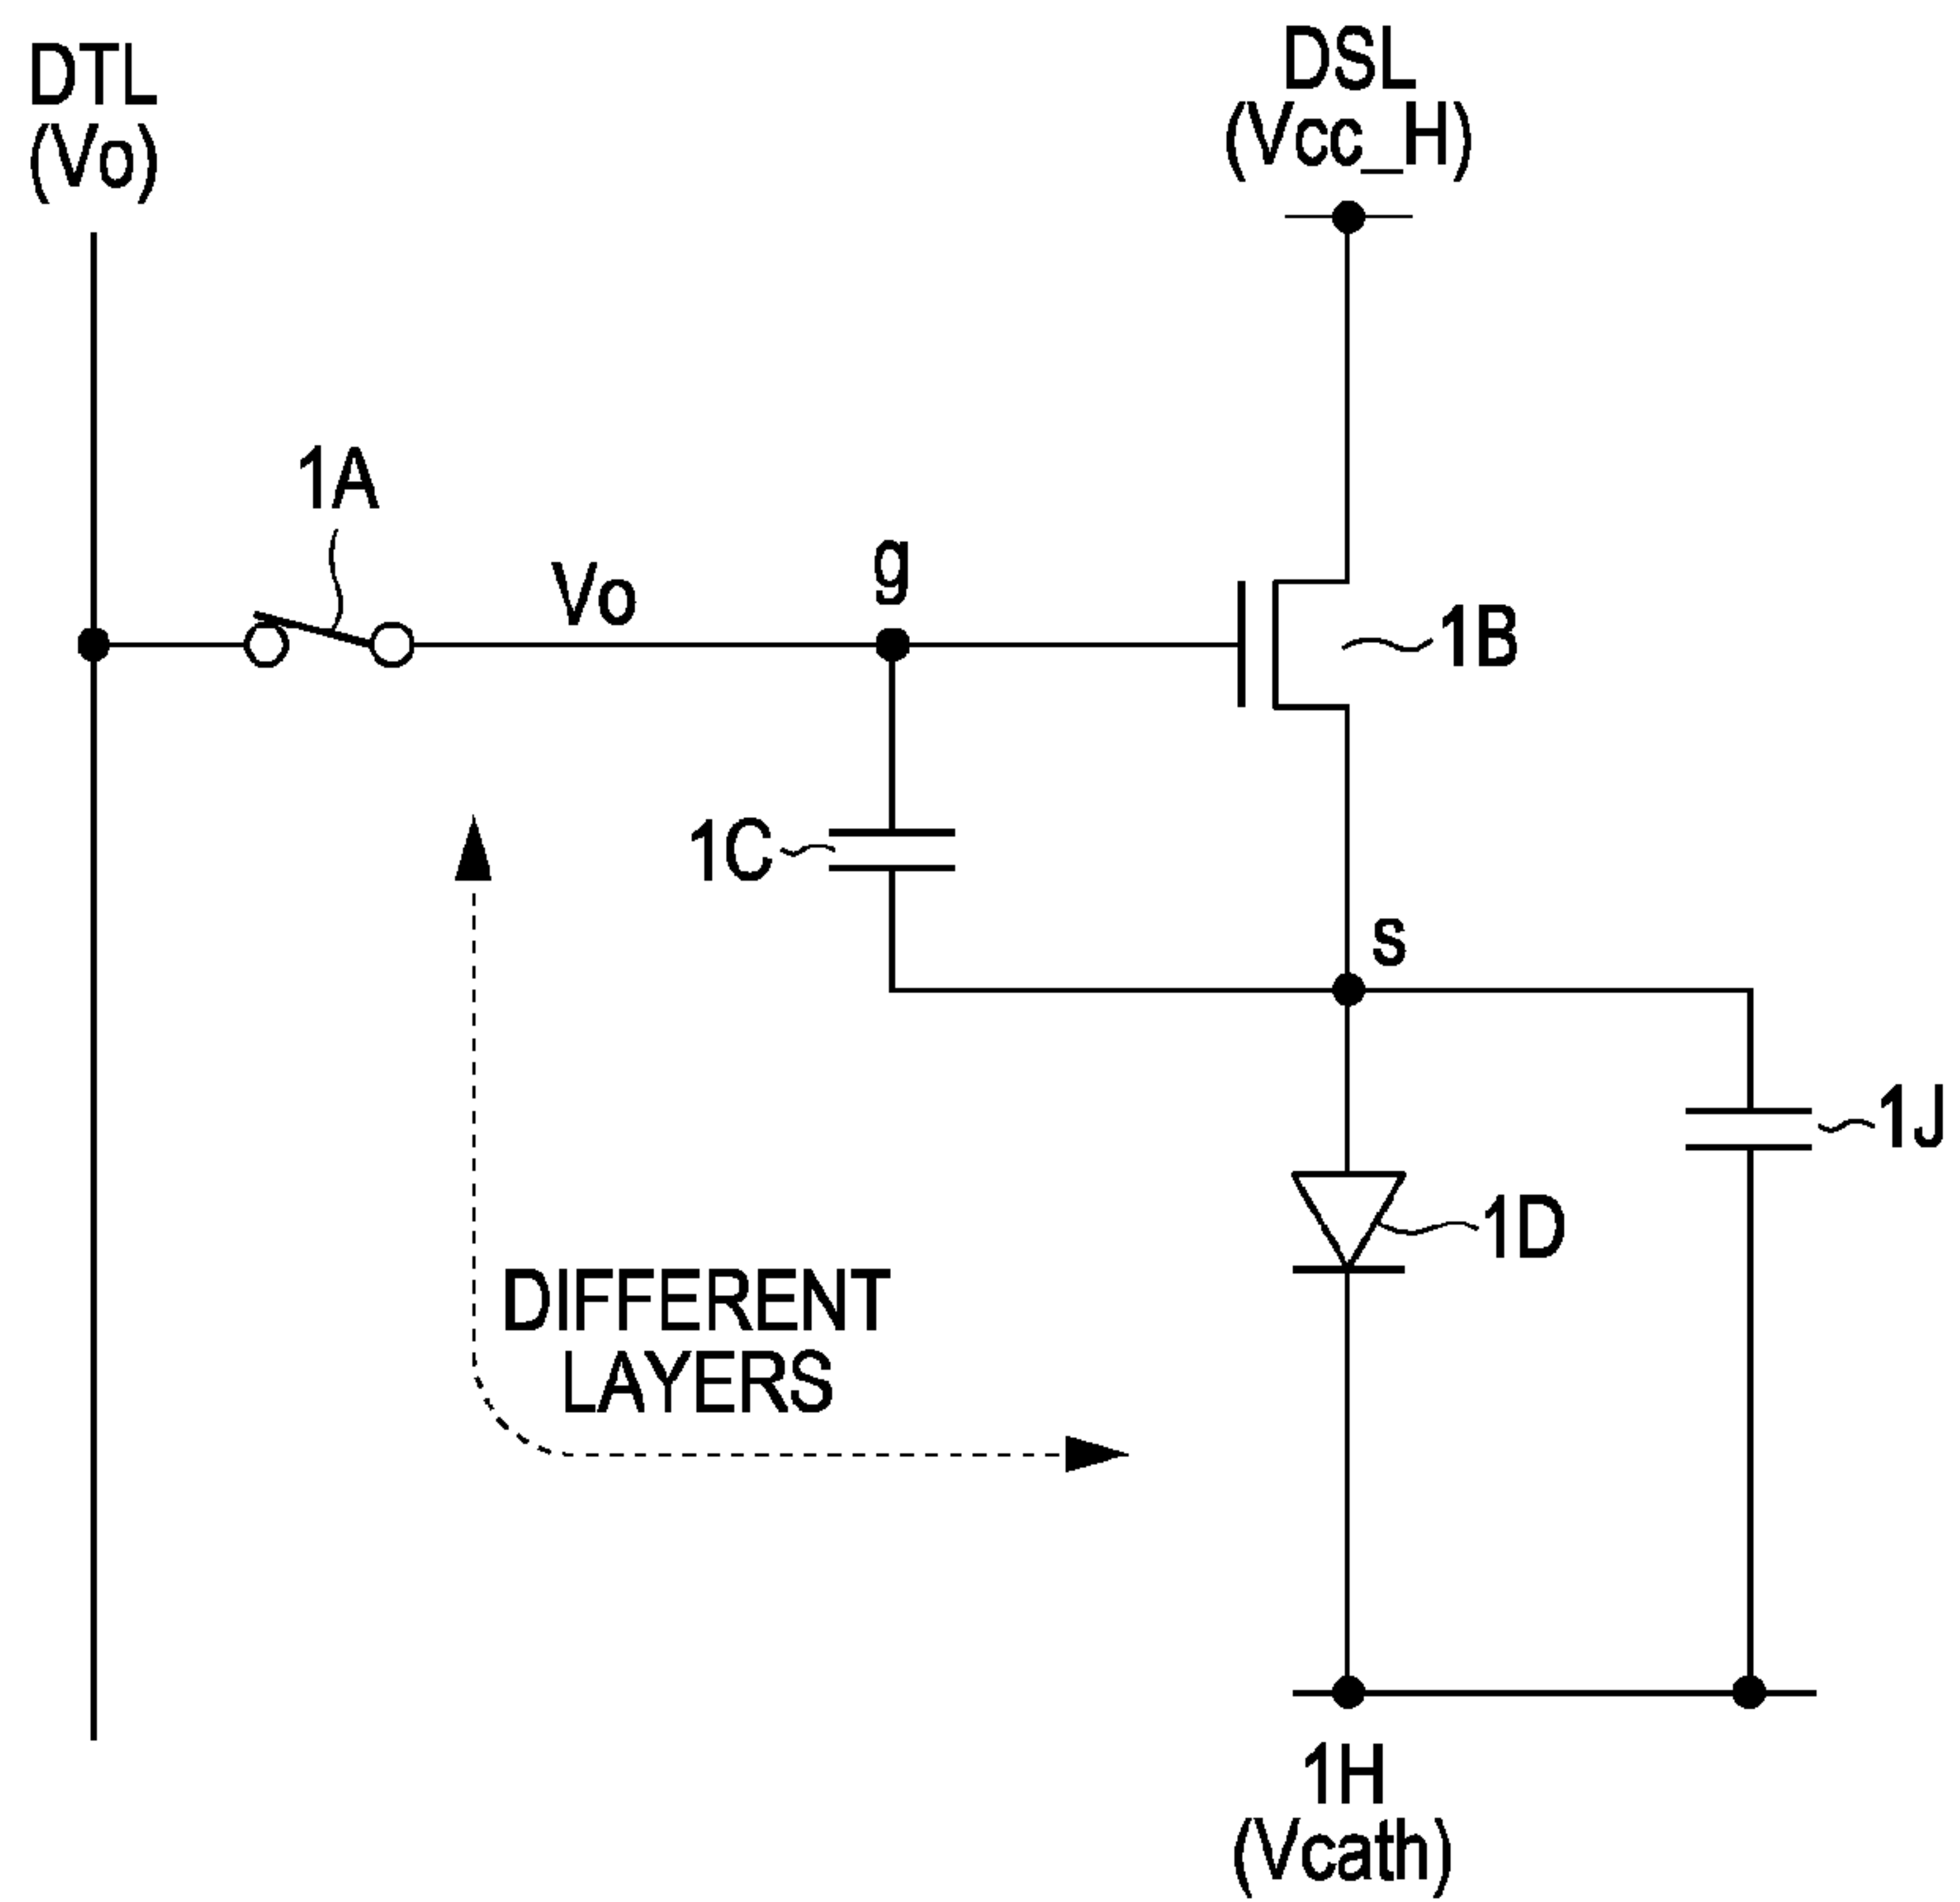 DTL
(Vo)
DSL
(Vcc_H)
1A
Vo
g
1B
1C
s
1J
1D
DIFFERENT
LAYERS
1H
(Vcath)